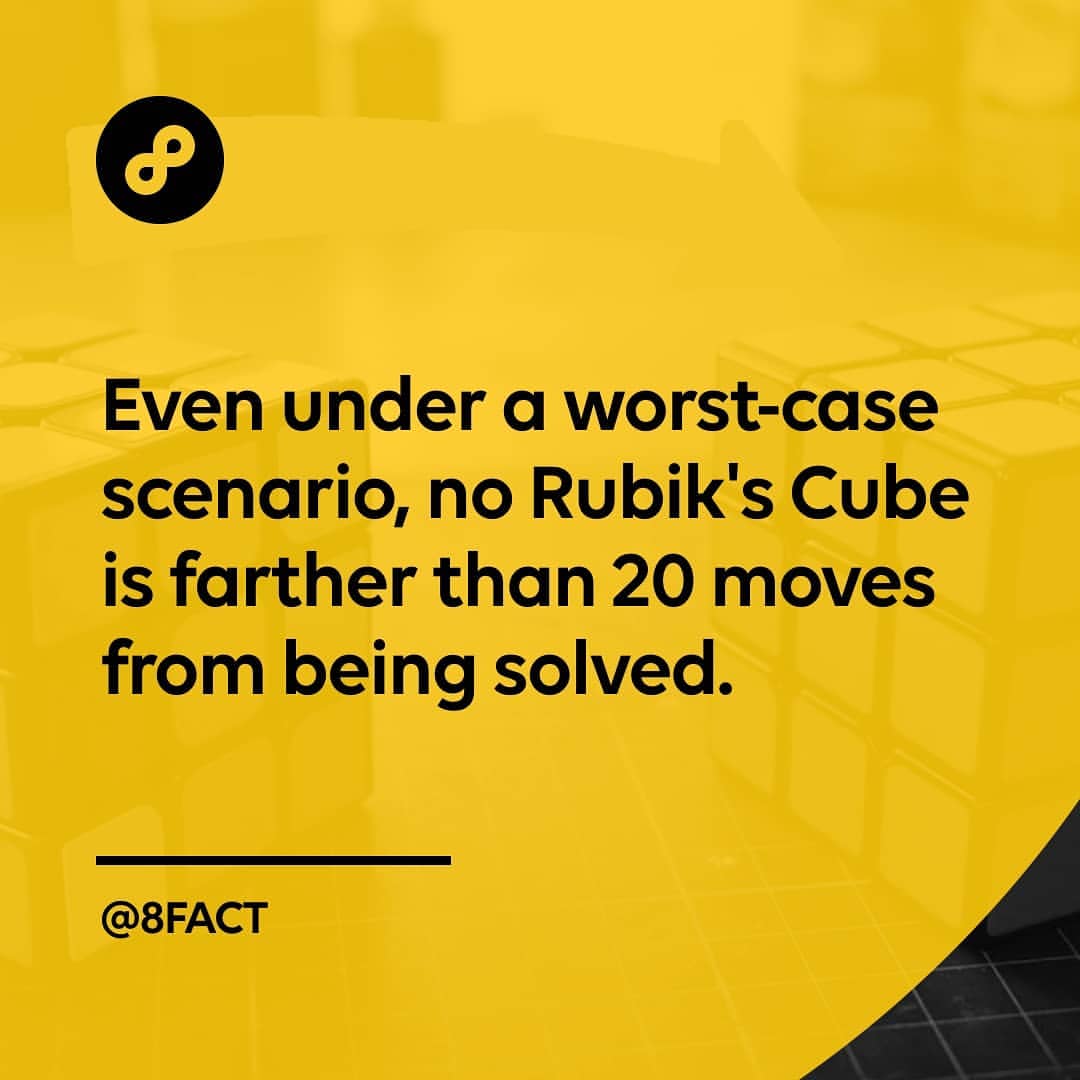 Even under a worst-case
scenario, no Rubik's Cube
is farther than 20 moves
from being solved.
@8FACT